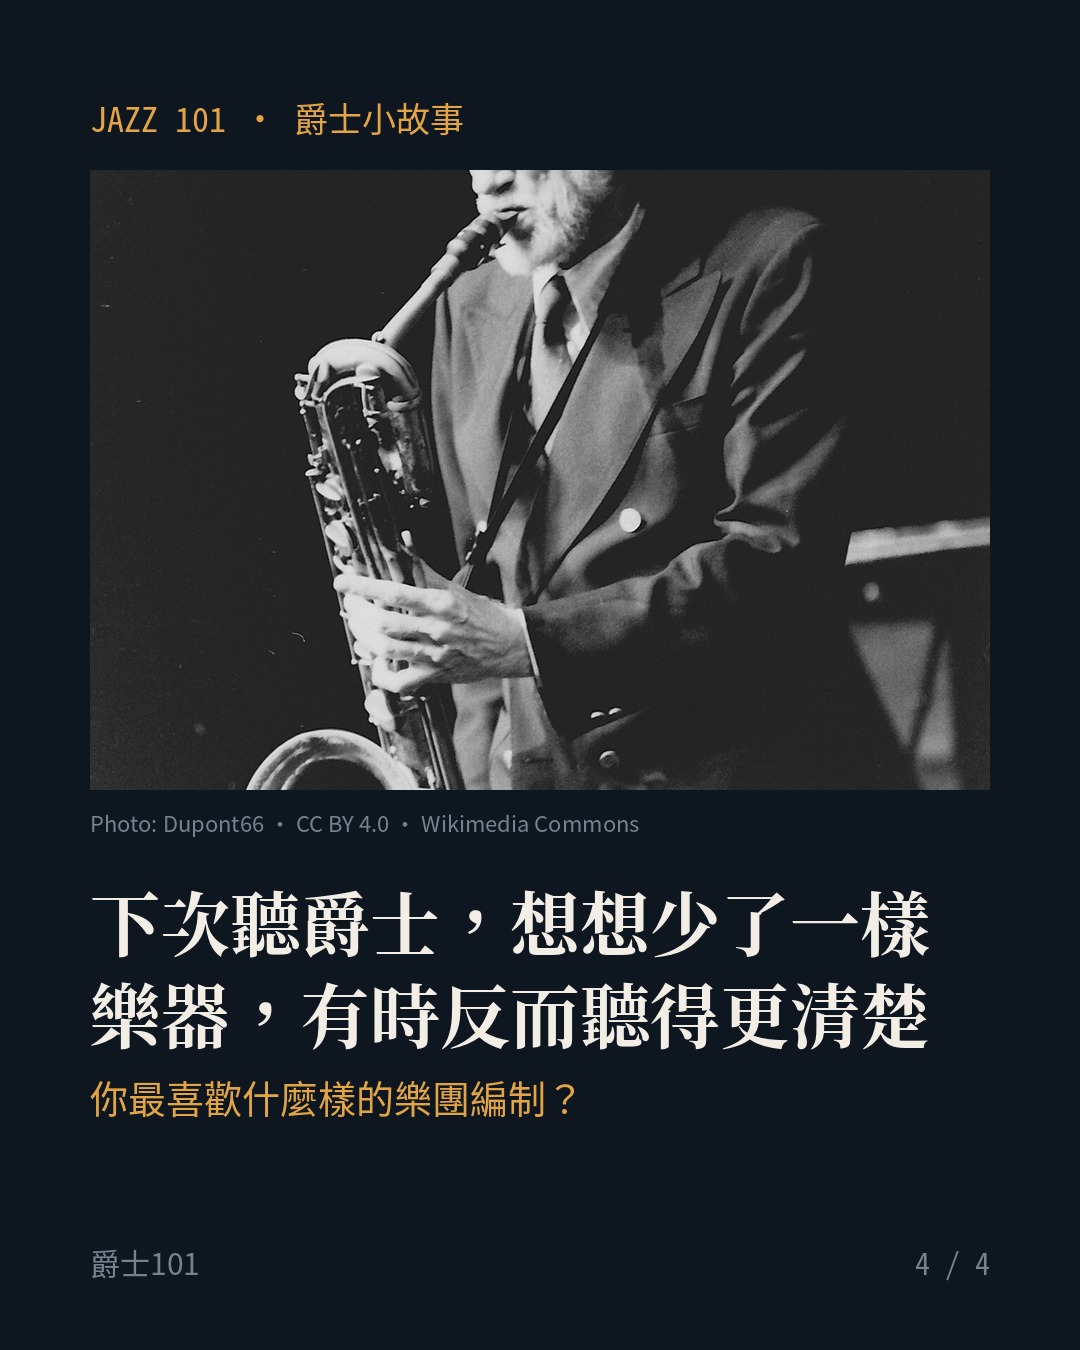 JAZZ 101 · 爵士小故事
Photo: Dupont66 · CC BY 4.0 · Wikimedia Commons
下次聽爵士，想想少了一樣
樂器，有時反而聽得更清楚
你最喜歡什麼樣的樂團編制？
爵士101
4 / 4